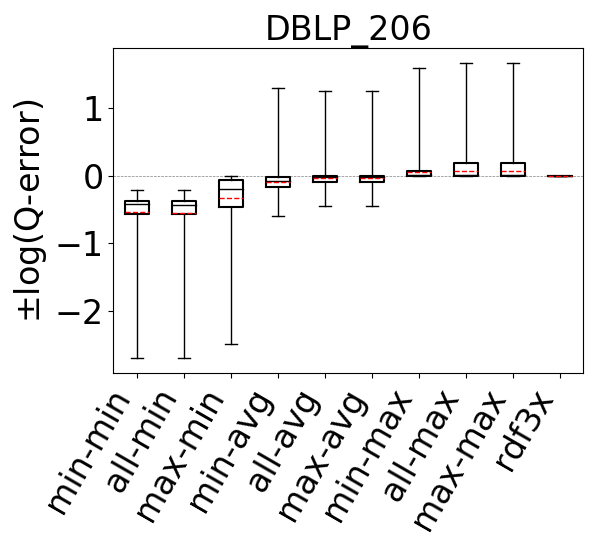 DBLP_206
±log(Q-error)
1
0
−1
−2
min-min
all-min
max-min
min-avg
all-avg
max-avg
min-max
all-max
max-max
rdf3x